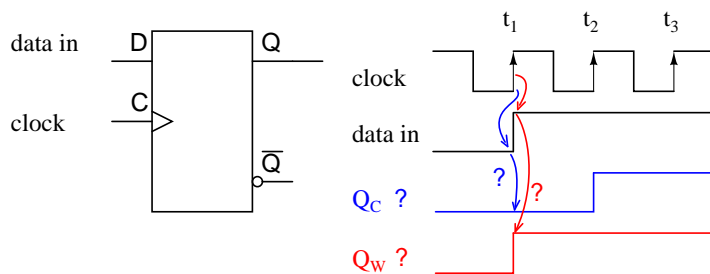 data in
D
Q
C
clock
Q
t1
t2
t3
clock
data in
?
?
QC ?
QW ?